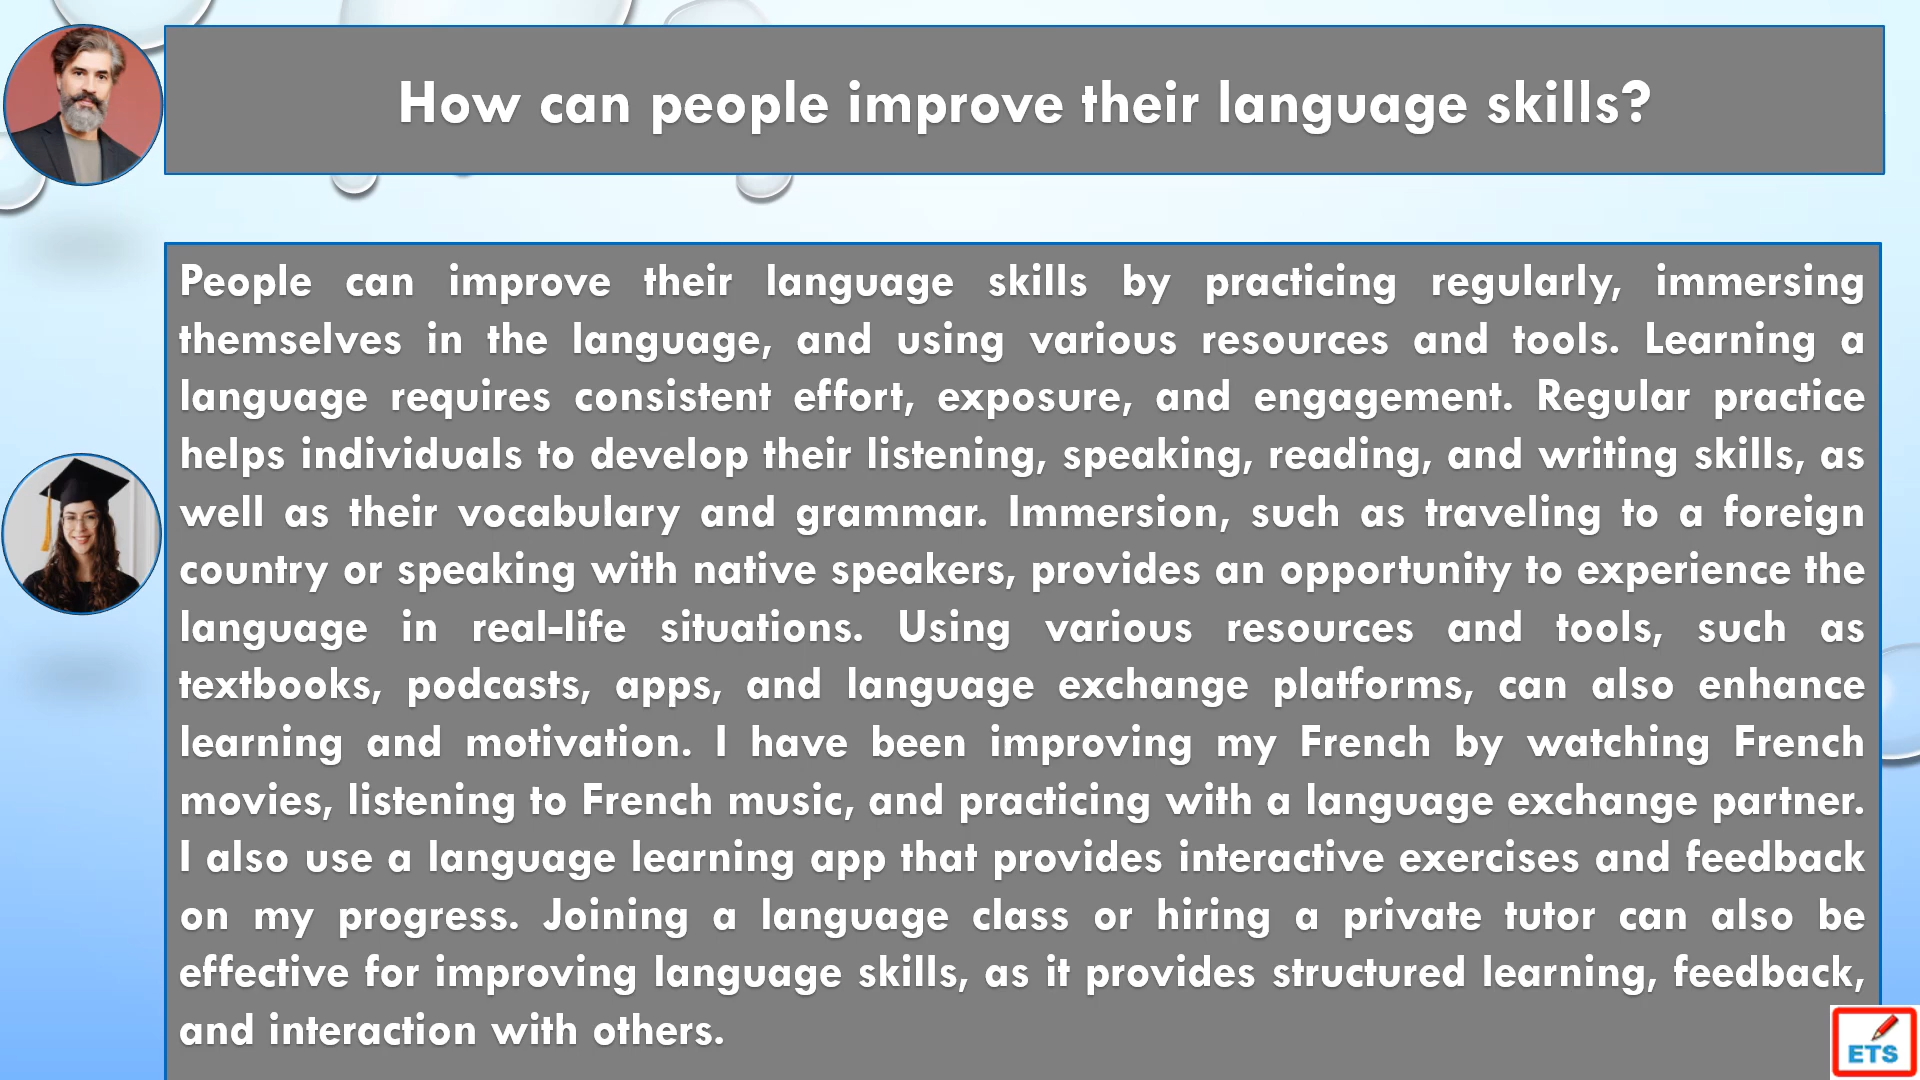 How can people improve their language skills?
People can improve their language skills by practicing regularly, immersing
themselves in the language, and using various resources and tools. Learning a
language requires consistent effort, exposure, and engagement. Regular practice
helps individuals to develop their listening, speaking, reading, and writing skills, as
well as their vocabulary and grammar. Immersion, such as traveling to a foreign
country or speaking with native speakers, provides an opportunity to experience the
language in real-life situations. Using various resources and tools, such as
textbooks, podcasts, apps, and language exchange platforms, can also enhance
learning and motivation. I have been improving my French by watching French
movies, listening to French music, and practicing with a language exchange partner.
I also use a language learning app that provides interactive exercises and feedback
on my progress. Joining a language class or hiring a private tutor can also be
effective for improving language skills, as it provides structured learning, feedback,
and interaction with others.
ETS